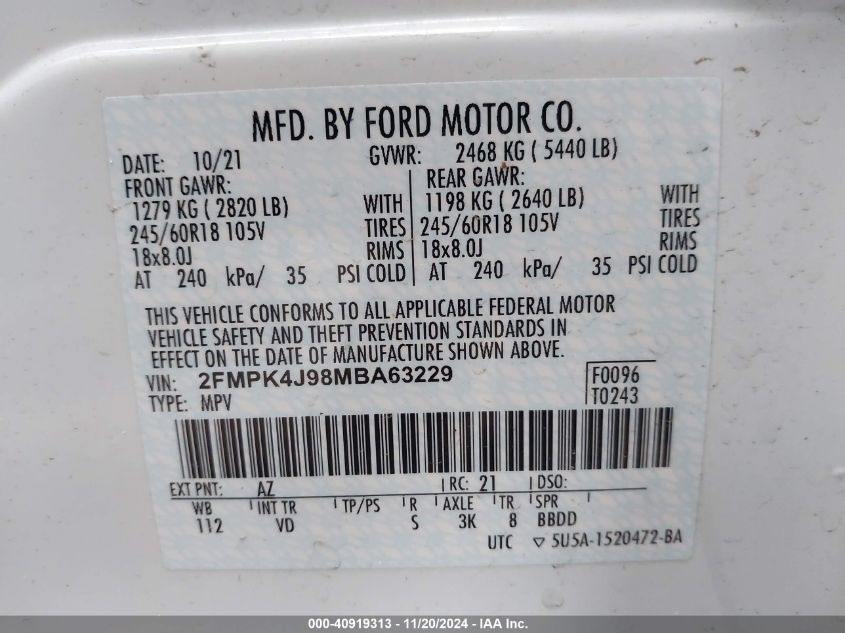 MFD. BY FORD MOTOR CO.
DATE: 10/21 GVWR: 2468 KG ( 5440 LB)
FRONT GAWR: REAR GAWR:
1279 KG ( 2820 LB) WITH 1198 KG ( 2640 LB) WITH
245/60R18 105V TIRES 245/60R18 105V TIRES
18x8.0J RIMS 18x8.0J RIMS
AT 240 kPa/ 35 PSI COLD AT 240 kPa/ 35 PSI COLD
THIS VEHICLE CONFORMS TO ALL APPLICABLE FEDERAL MOTOR
VEHICLE SAFETY AND THEFT PREVENTION STANDARDS IN
EFFECT ON THE DATE OF MANUFACTURE SHOWN ABOVE.
VIN: 2FMPK4J98MBA63229 F0096
TYPE: MPV T0243
EXT PNT: AZ RC: 21 DSO:
WB INT TR TP/PS R AXLE TR SPR
112 VD S 3K 8 BBDD
UTC ▽ 5U5A-1520472-BA
000-40919313 - 11/20/2024 - IAA Inc.